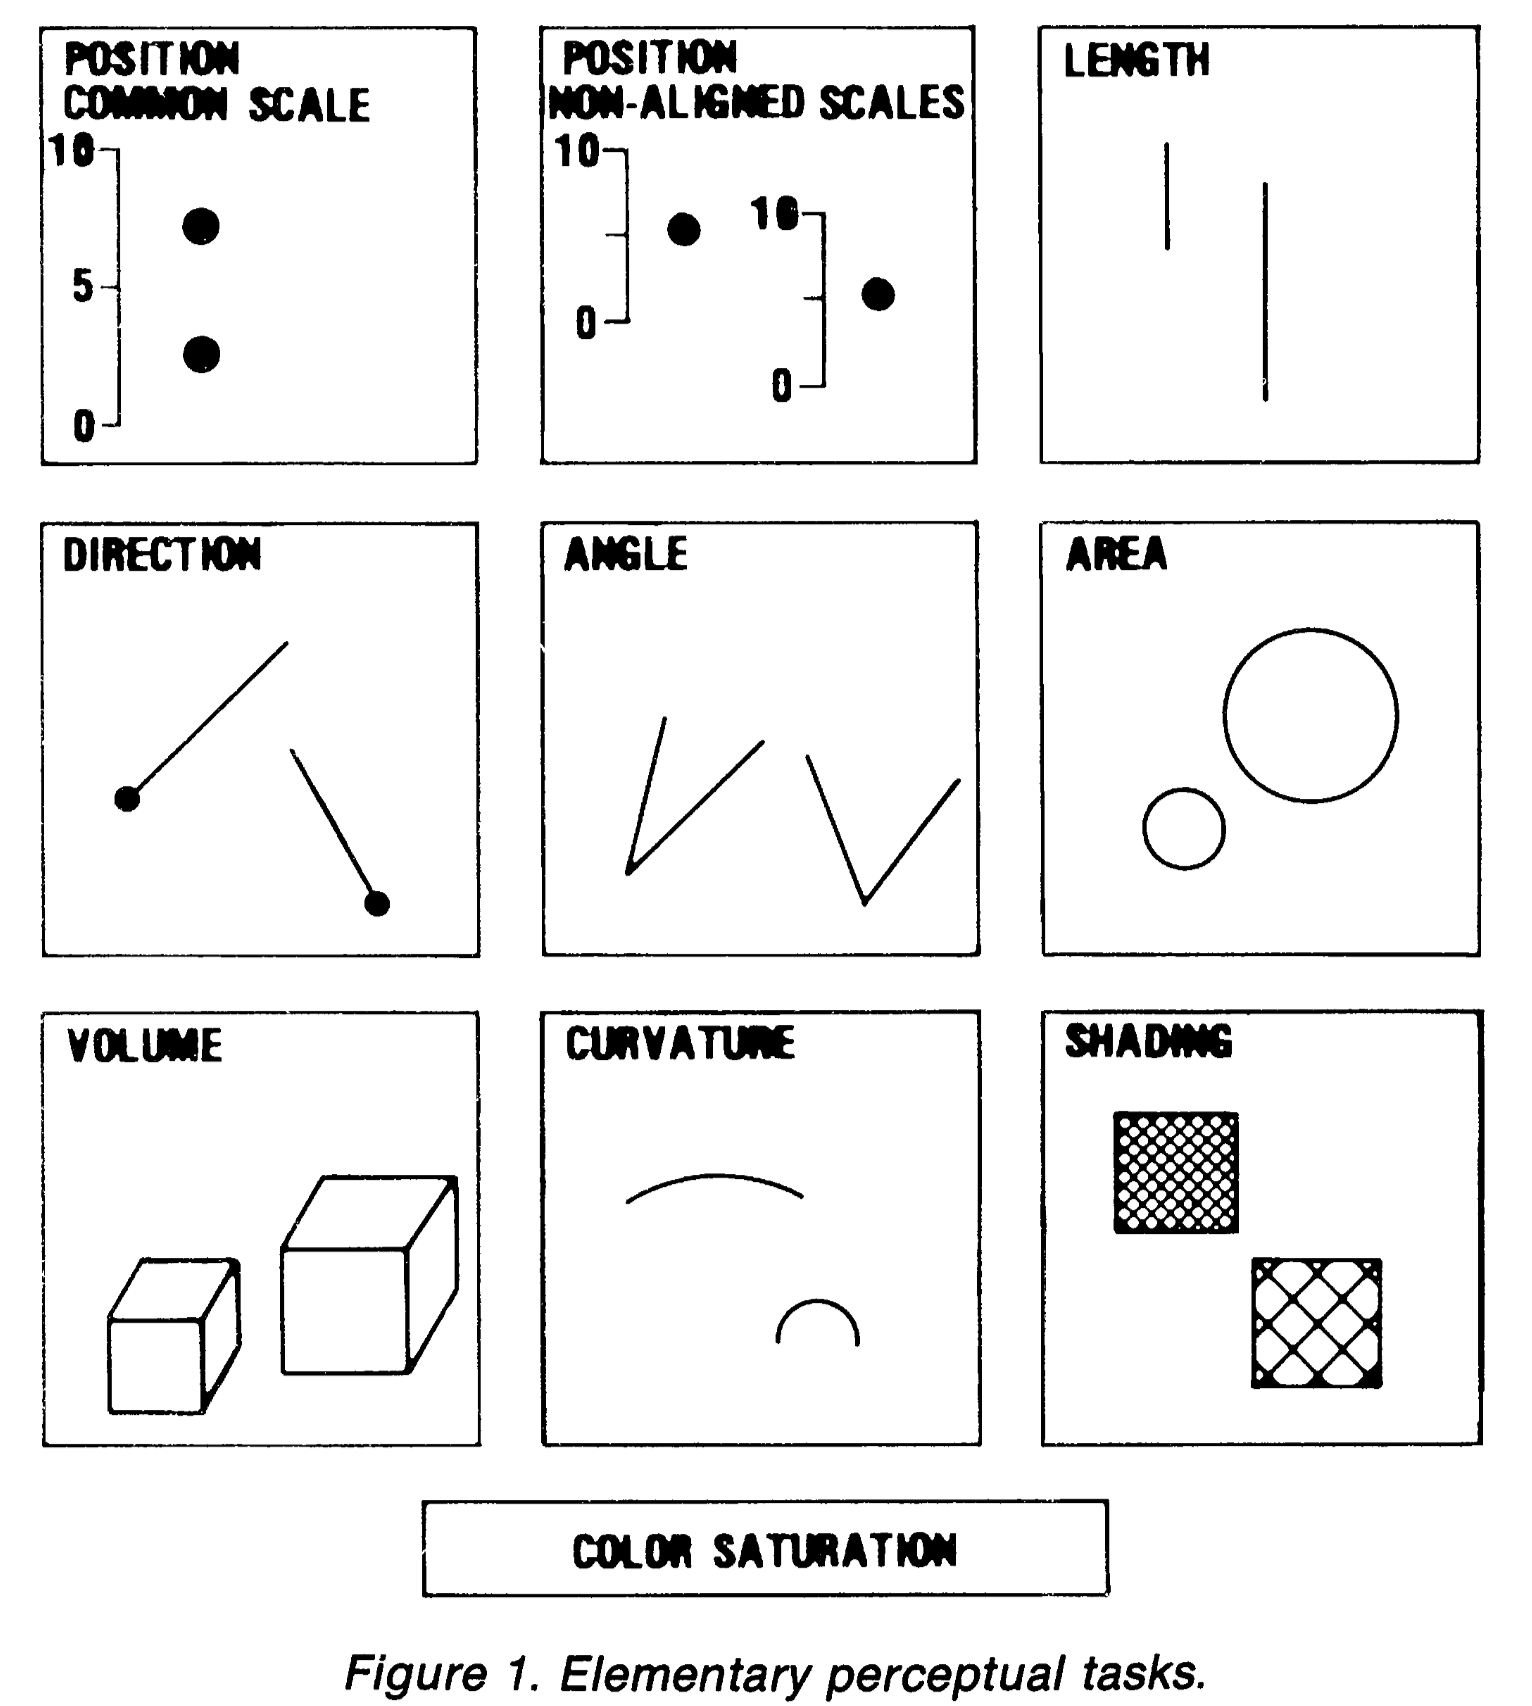 POSITION
COMMON SCALE
10
5
0
POSITION
NON-ALIGNED SCALES
10
0
10
0
LENGTH
DIRECTION
ANGLE
AREA
VOLUME
CURVATURE
SHADING
COLOR SATURATION
Figure 1. Elementary perceptual tasks.